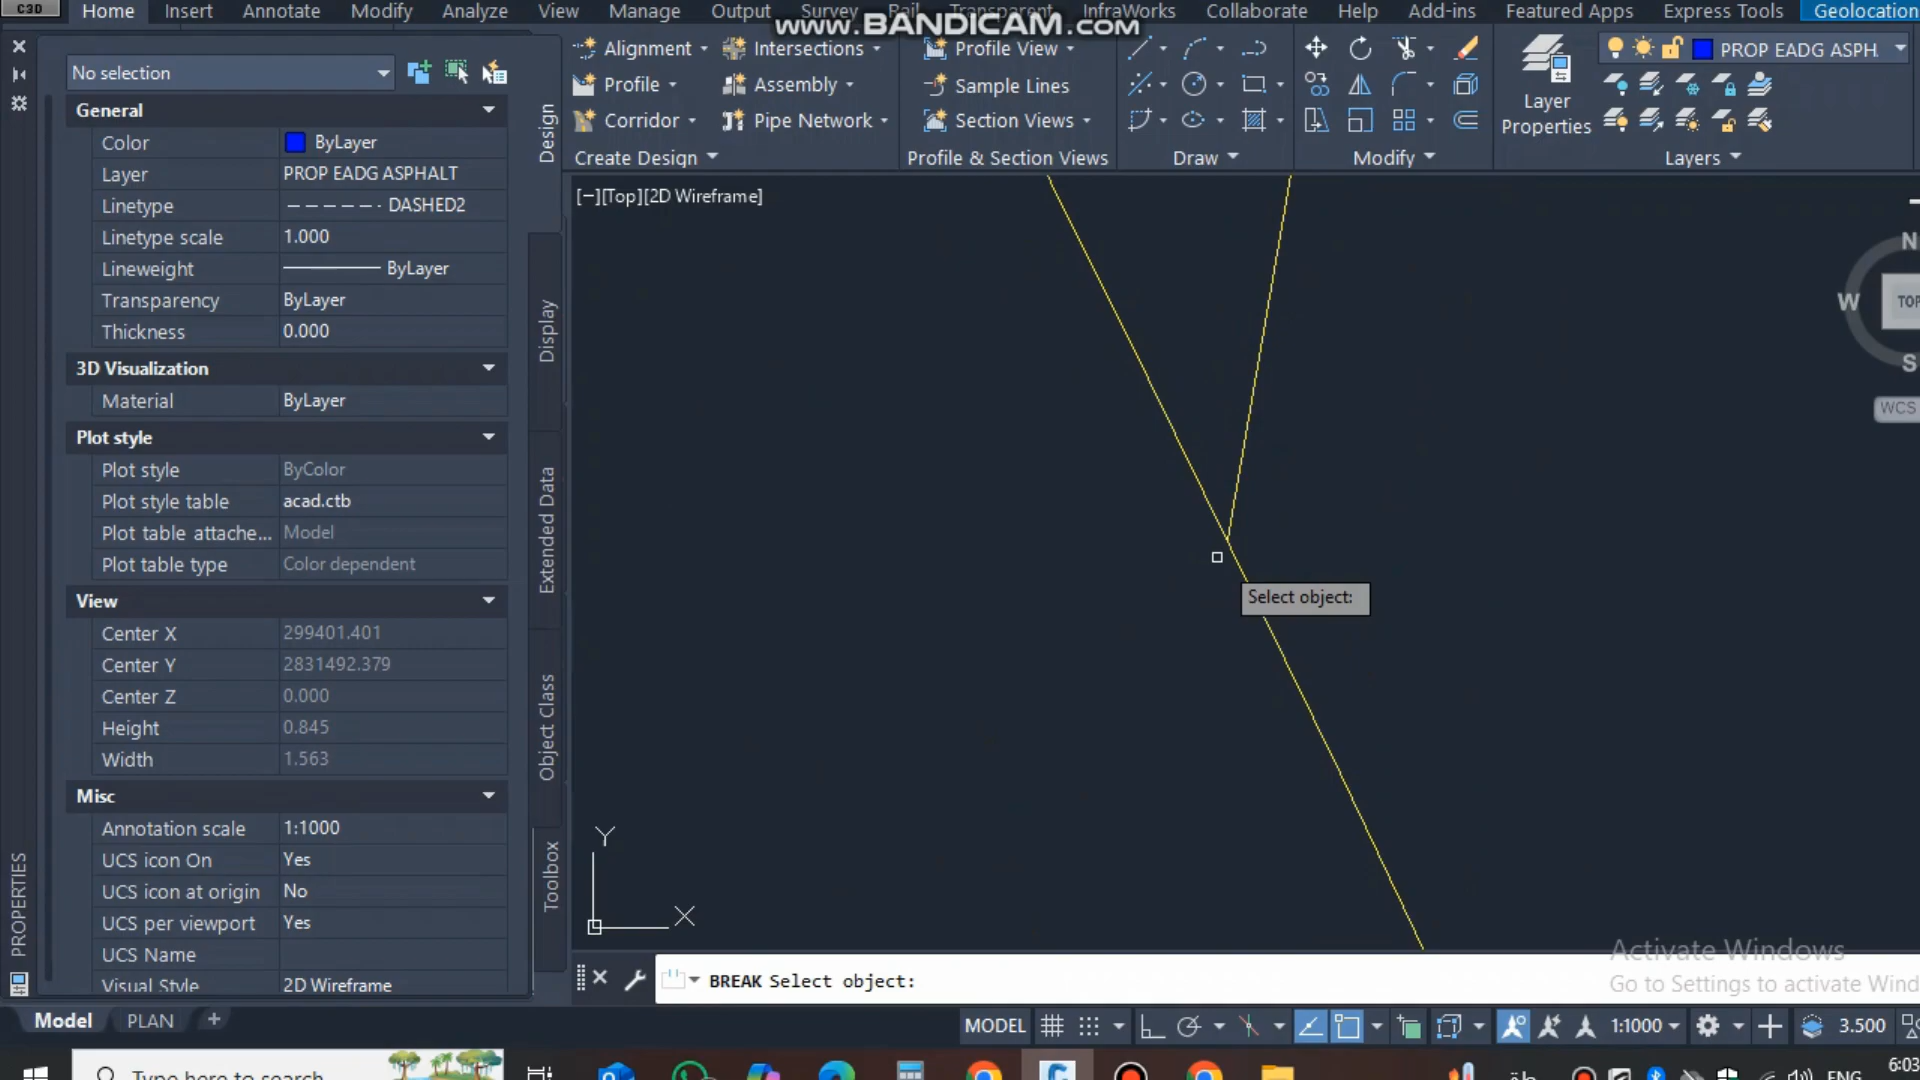 C3D
Home Insert Annotate Modify Analyze View Manage Output Survey Rail Transparent InfraWorks Collaborate Help Add-ins Featured Apps Express Tools Geolocation
www.BANDICAM.com
No selection
General
Color ByLayer
Layer PROP EADG ASPHALT
Linetype DASHED2
Linetype scale 1.000
Lineweight ByLayer
Transparency ByLayer
Thickness 0.000
3D Visualization
Material ByLayer
Plot style
Plot style ByColor
Plot style table acad.ctb
Plot table attache... Model
Plot table type Color dependent
View
Center X 299401.401
Center Y 2831492.379
Center Z 0.000
Height 0.845
Width 1.563
Misc
Annotation scale 1:1000
UCS icon On Yes
UCS icon at origin No
UCS per viewport Yes
UCS Name
Visual Style 2D Wireframe
PROPERTIES
Design
Display
Extended Data
Object Class
Toolbox
Alignment Intersections Profile View
Profile Assembly Sample Lines
Corridor Pipe Network Section Views
Create Design Profile & Section Views Draw Modify Layers
Layer
Properties
PROP EADG ASPH
[−][Top][2D Wireframe]
N
W TOP
S
WCS
Select object:
Y
X
Activate Windows
Go to Settings to activate Wind
BREAK Select object:
Model PLAN +
MODEL 1:1000 3.500
Type here to search
ENG
6:03